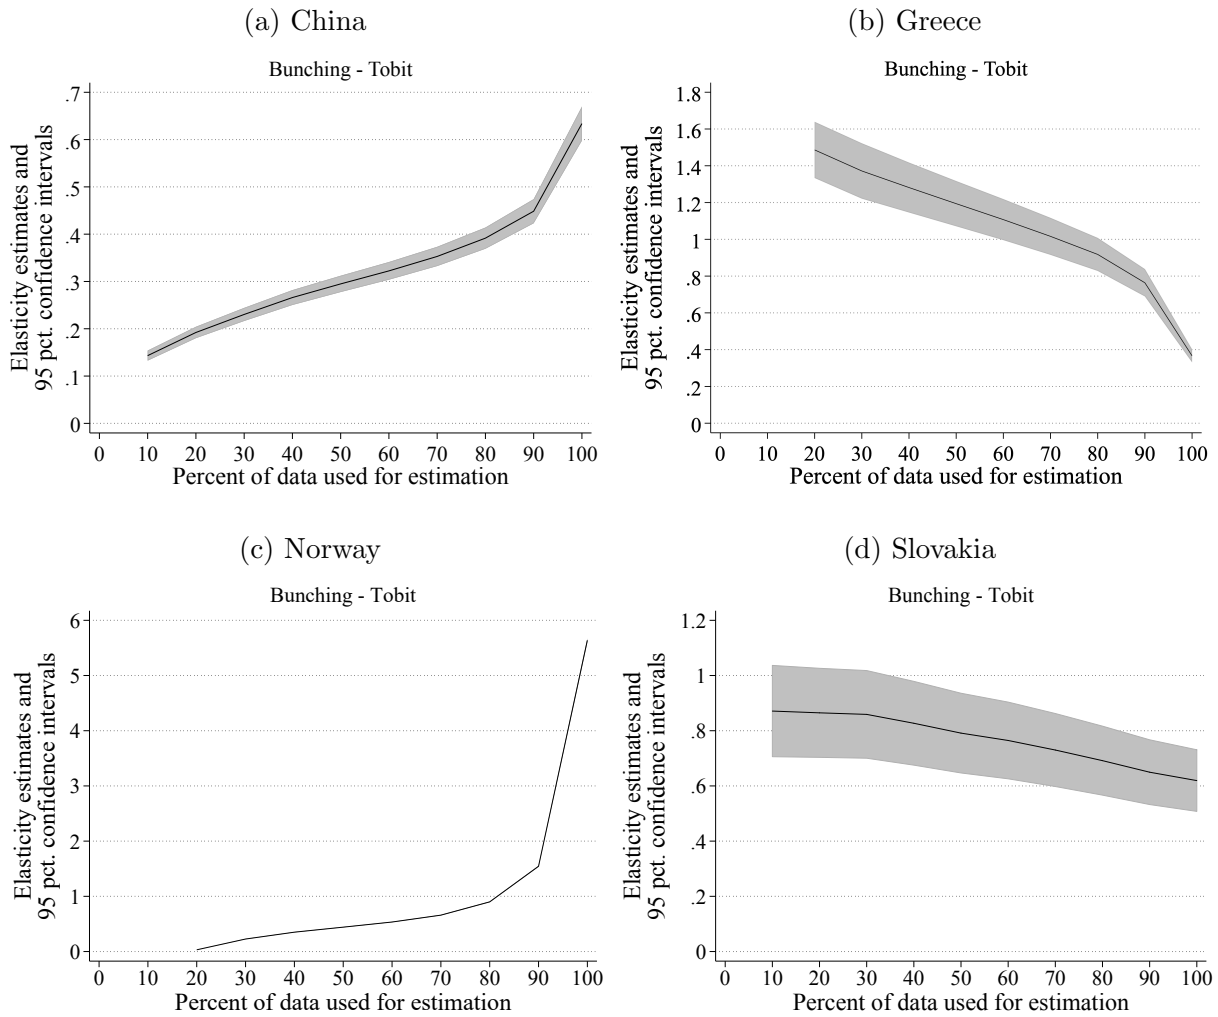 (a) China
Bunching - Tobit
Elasticity estimates and
95 pct. confidence intervals
.7
.6
.5
.4
.3
.2
.1
0
0 10 20 30 40 50 60 70 80 90 100
Percent of data used for estimation
(b) Greece
Bunching - Tobit
Elasticity estimates and
95 pct. confidence intervals
1.8
1.6
1.4
1.2
1
.8
.6
.4
.2
0
0 10 20 30 40 50 60 70 80 90 100
Percent of data used for estimation
(c) Norway
Bunching - Tobit
Elasticity estimates and
95 pct. confidence intervals
6
5
4
3
2
1
0
0 10 20 30 40 50 60 70 80 90 100
Percent of data used for estimation
(d) Slovakia
Bunching - Tobit
Elasticity estimates and
95 pct. confidence intervals
1.2
1
.8
.6
.4
.2
0
0 10 20 30 40 50 60 70 80 90 100
Percent of data used for estimation